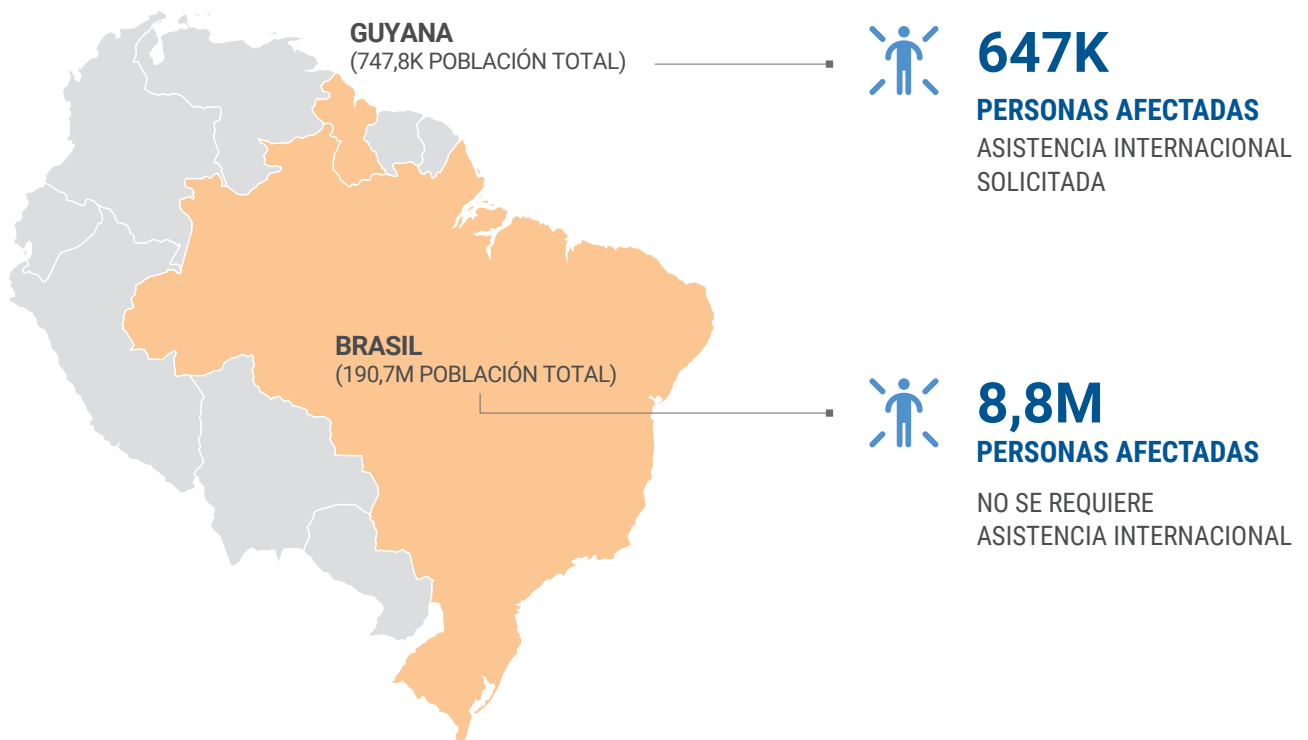 GUYANA
(747,8K POBLACIÓN TOTAL)
647K
PERSONAS AFECTADAS
ASISTENCIA INTERNACIONAL
SOLICITADA
BRASIL
(190,7M POBLACIÓN TOTAL)
8,8M
PERSONAS AFECTADAS
NO SE REQUIERE
ASISTENCIA INTERNACIONAL